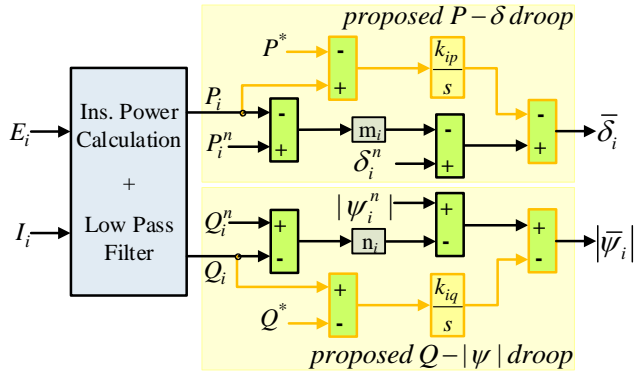 proposed P − δ droop
P*
-
+
k_ip
s
Ins. Power
Calculation
+
Low Pass
Filter
E_i
I_i
P_i
P_i^n
-
+
m_i
δ_i^n
-
+
-
+
δ̅_i
Q_i^n
Q_i
+
-
n_i
|ψ_i^n|
+
-
+
-
|ψ̅_i|
Q*
+
-
k_iq
s
proposed Q − |ψ| droop